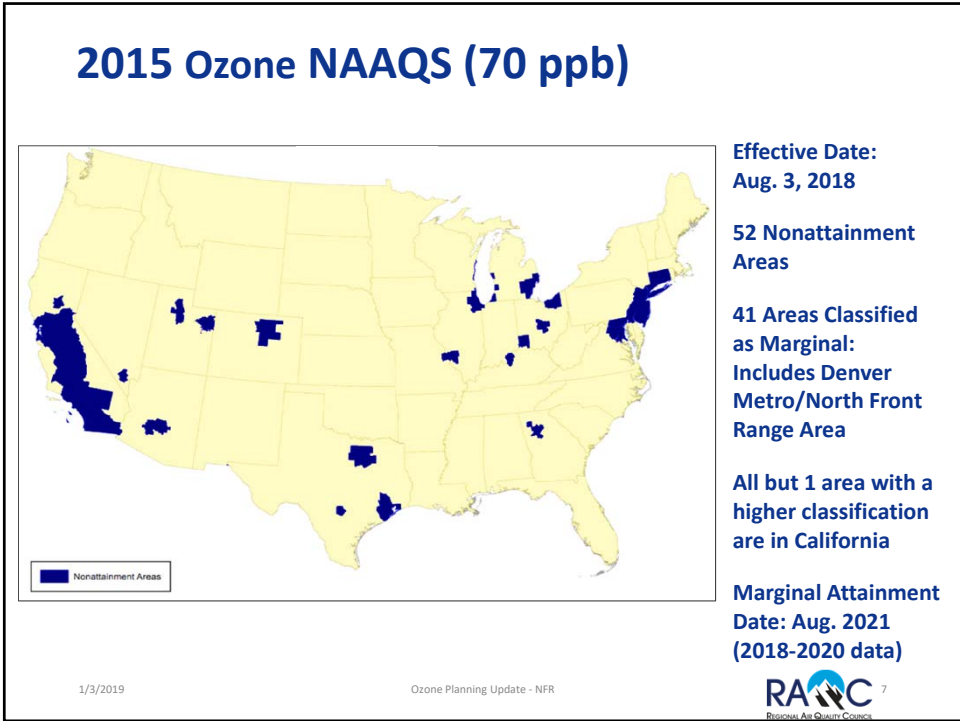 2015 Ozone NAAQS (70 ppb)
Effective Date:
Aug. 3, 2018
52 Nonattainment
Areas
41 Areas Classified
as Marginal:
Includes Denver
Metro/North Front
Range Area
All but 1 area with a
higher classification
are in California
Marginal Attainment
Date: Aug. 2021
(2018-2020 data)
Nonattainment Areas
1/3/2019
Ozone Planning Update - NFR
RAQC
REGIONAL AIR QUALITY COUNCIL
7